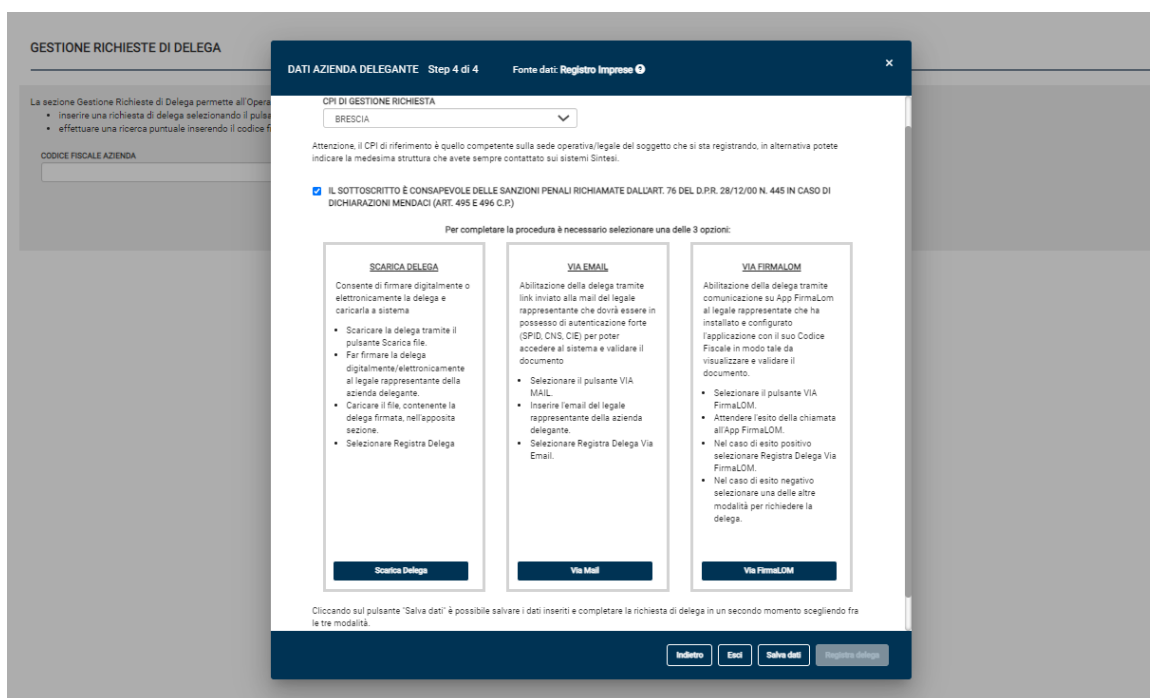 GESTIONE RICHIESTE DI DELEGA
La sezione Gestione Richieste di Delega permette all'Opera
• inserire una richiesta di delega selezionando il pulsa
• effettuare una ricerca puntuale inserendo il codice f
CODICE FISCALE AZIENDA
DATI AZIENDA DELEGANTE Step 4 di 4 Fonte dati: Registro Imprese ?
×
CPI DI GESTIONE RICHIESTA
BRESCIA
Attenzione, il CPI di riferimento è quello competente sulla sede operativa/legale del soggetto che si sta registrando, in alternativa potete
indicare la medesima struttura che avete sempre contattato sui sistemi Sintesi.
IL SOTTOSCRITTO È CONSAPEVOLE DELLE SANZIONI PENALI RICHIAMATE DALL'ART. 76 DEL D.P.R. 28/12/00 N. 445 IN CASO DI
DICHIARAZIONI MENDACI (ART. 495 E 496 C.P.)
Per completare la procedura è necessario selezionare una delle 3 opzioni:
SCARICA DELEGA
Consente di firmare digitalmente o
elettronicamente la delega e
caricarla a sistema
• Scaricare la delega tramite il
pulsante Scarica file.
• Far firmare la delega
digitalmente/elettronicamente
al legale rappresentante della
azienda delegante.
• Caricare il file, contenente la
delega firmata, nell'apposita
sezione.
• Selezionare Registra Delega
Scarica Delega
VIA EMAIL
Abilitazione della delega tramite
link inviato alla mail del legale
rappresentante che dovrà essere in
possesso di autenticazione forte
(SPID, CNS, CIE) per poter
accedere al sistema e validare il
documento
• Selezionare il pulsante VIA
MAIL.
• Inserire l'email del legale
rappresentante della azienda
delegante.
• Selezionare Registra Delega Via
Email.
Via Mail
VIA FIRMALOM
Abilitazione della delega tramite
comunicazione su App FirmaLom
al legale rappresentate che ha
installato e configurato
l'applicazione con il suo Codice
Fiscale in modo tale da
visualizzare e validare il
documento.
• Selezionare il pulsante VIA
FirmaLOM.
• Attendere l'esito della chiamata
all'App FirmaLOM.
• Nel caso di esito positivo
selezionare Registra Delega Via
FirmaLOM.
• Nel caso di esito negativo
selezionare una delle altre
modalità per richiedere la
delega.
Via FirmaLOM
Cliccando sul pulsante "Salva dati" è possibile salvare i dati inseriti e completare la richiesta di delega in un secondo momento scegliendo fra
le tre modalità.
Indietro Esci Salva dati Registra delega